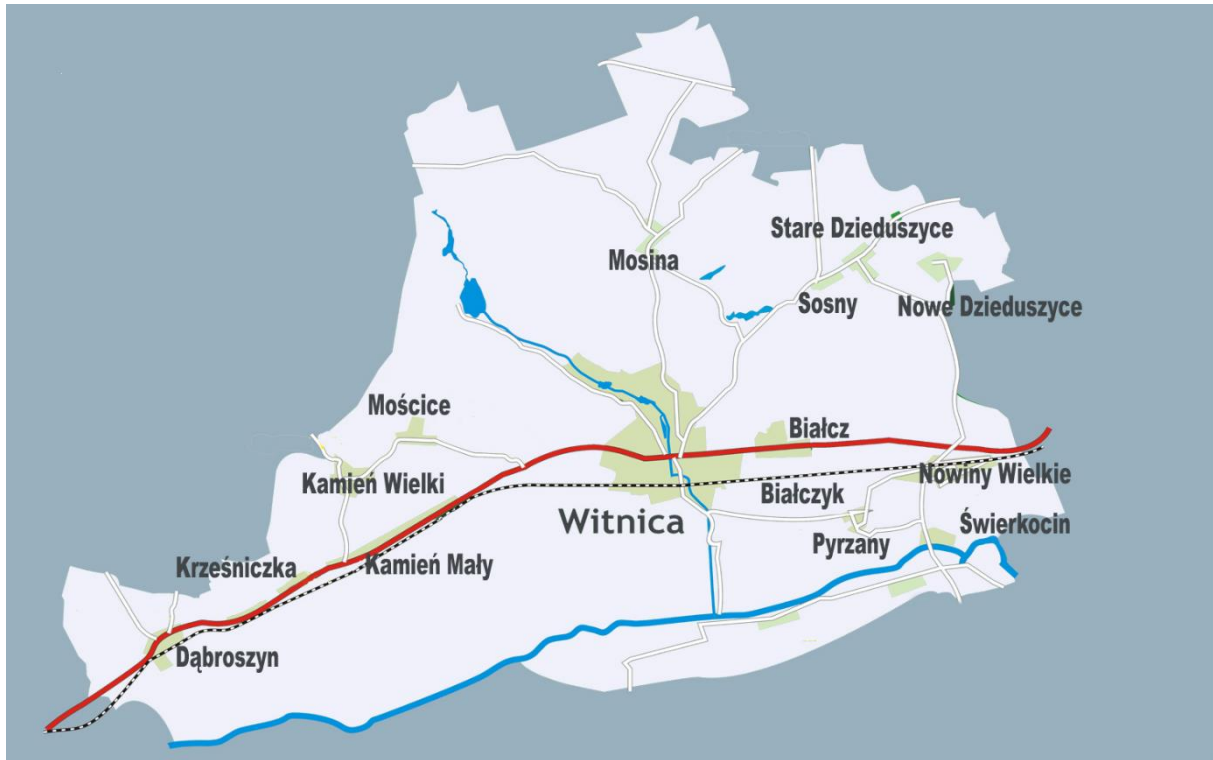 Stare Dzieduszyce
Mosina
Sosny
Nowe Dzieduszyce
Mościce
Białcz
Kamień Wielki
Nowiny Wielkie
Białczyk
Witnica
Świerkocin
Pyrzany
Krześniczka
Kamień Mały
Dąbroszyn